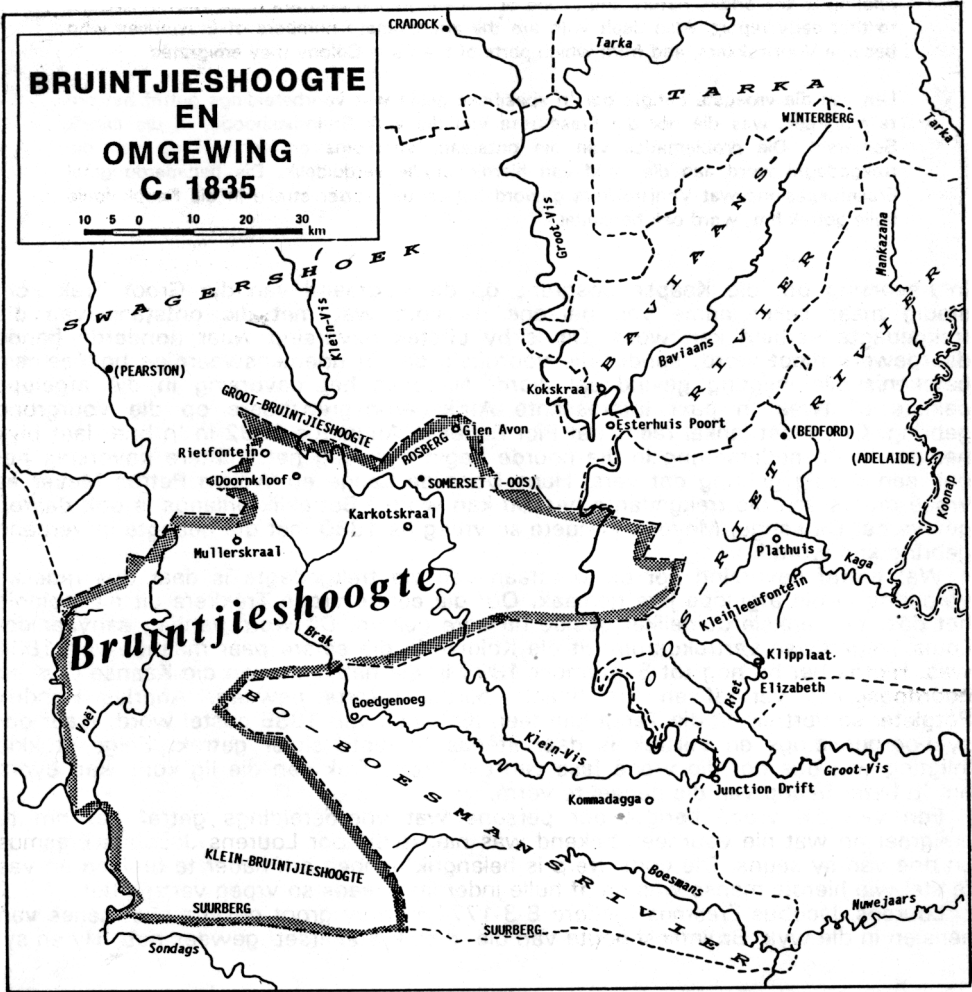 BRUINTJIESHOOGTE
EN
OMGEWING
C. 1835
10 5 0 10 20 30 km
CRADOCK
Tarka
TARKA
WINTERBERG
Tarka
Groot-Vis
Mankazana
SWAGERSHOEK
Klein-Vis
BAVIAANS
RIVIER
Baviaans
(PEARSTON)
Kokskraal
GROOT-BRUINTJIESHOOGTE
ROSBERG
Glen Avon
Esterhuis Poort
(BEDFORD)
(ADELAIDE)
Rietfontein
Doornkloof
SOMERSET (-OOS)
Koonap
Karkotskraal
Mullerskraal
Plathuis
Kaga
RIET
RIVIER
Kleileeufontein
Bruintjieshoogte
Brak
Klipplaat
Elizabeth
Riet
Voël
Goedgenoeg
BO-BOESMANSRIVIER
Klein-Vis
Groot-Vis
Junction Drift
Kommadagga
KLEIN-BRUINTJIESHOOGTE
Boesmans
Nuwejaars
SUURBERG
SUURBERG
Sondags